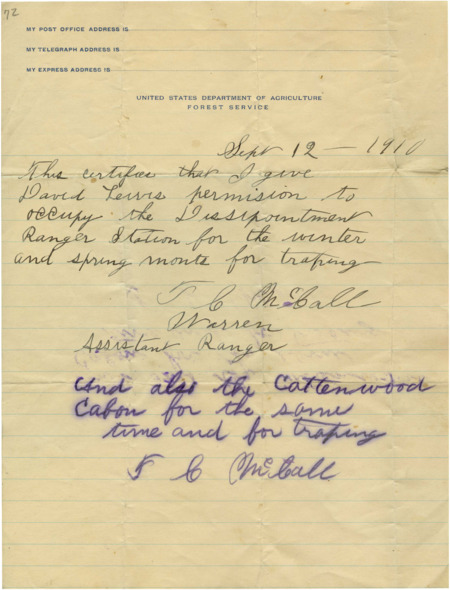 72
MY POST OFFICE ADDRESS IS
MY TELEGRAPH ADDRESS IS
MY EXPRESS ADDRESS IS
UNITED STATES DEPARTMENT OF AGRICULTURE
FOREST SERVICE
Sept 12 – 1910
This certifies that I give
David Lewis permision to
occupy the Dissipointment
Ranger Station for the winter
and spring monts for traping
F C McCall
Warren
Assistant Ranger
And also the Cottenwood
Cabon for the same
time and for traping
F C McCall